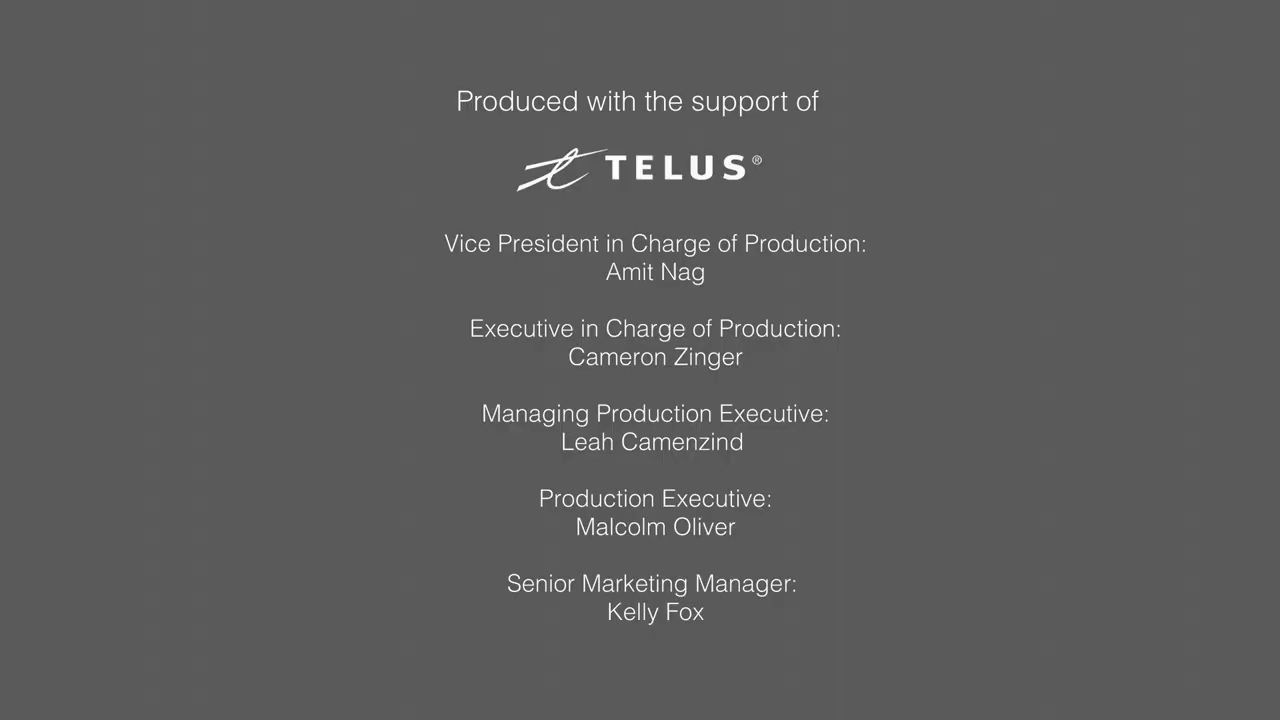 Produced with the support of
TELUS®
Vice President in Charge of Production:
Amit Nag
Executive in Charge of Production:
Cameron Zinger
Managing Production Executive:
Leah Camenzind
Production Executive:
Malcolm Oliver
Senior Marketing Manager:
Kelly Fox